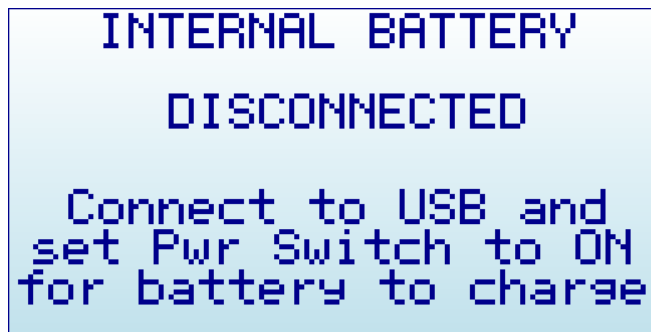 INTERNAL BATTERY
DISCONNECTED
Connect to USB and
set Pwr Switch to ON
for battery to charge